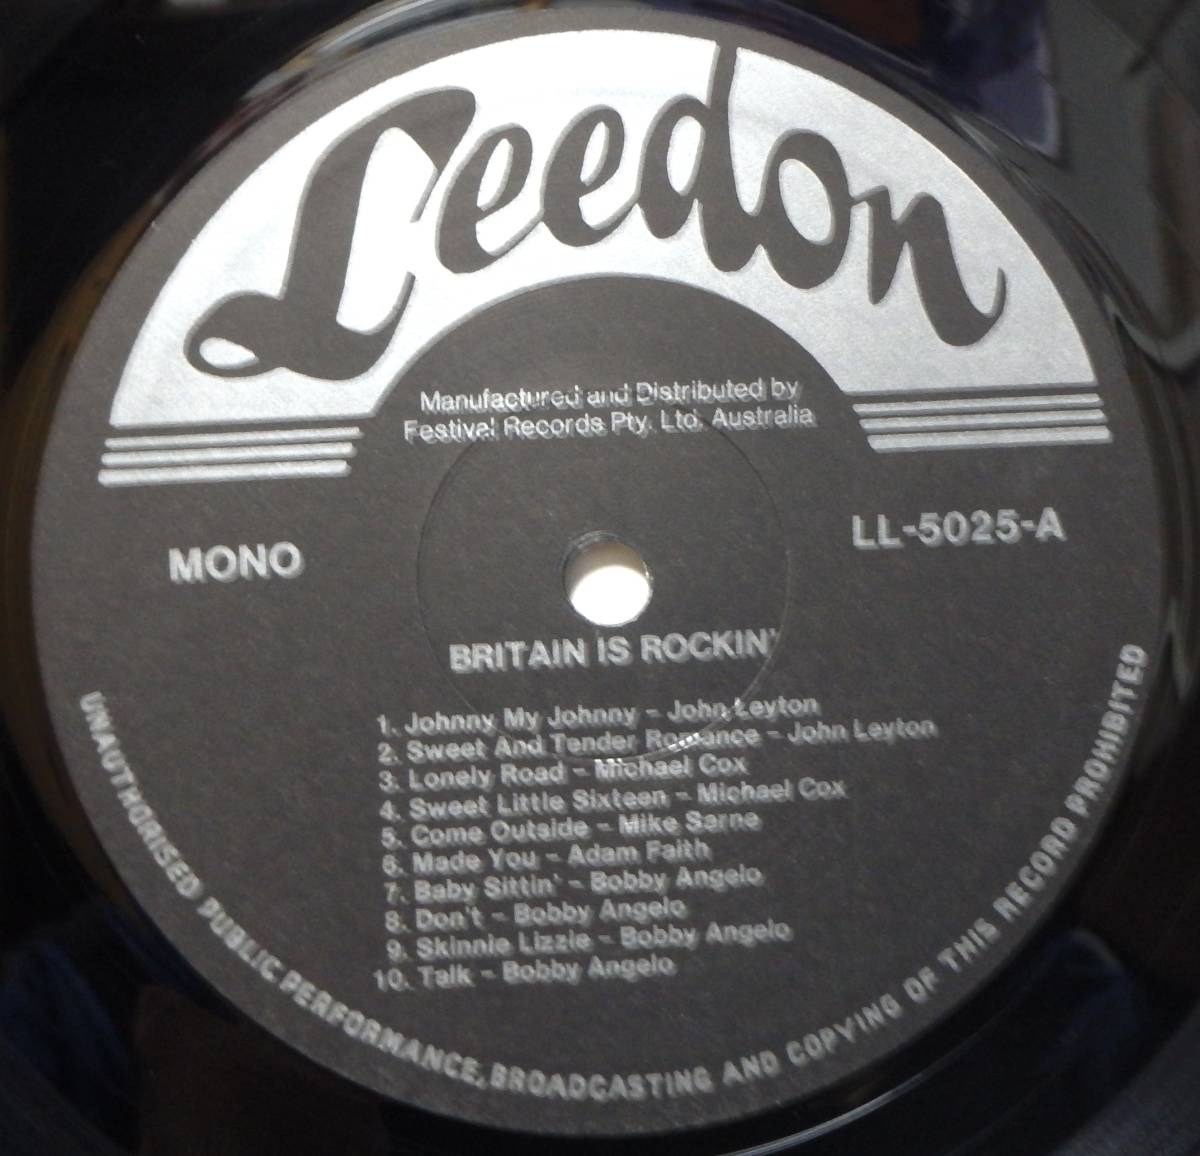 Leedon
Manufactured and Distributed by
Festival Records Pty. Ltd. Australia
MONO
LL-5025-A
BRITAIN IS ROCKIN'
1. Johnny My Johnny – John Leyton
2. Sweet And Tender Romance – John Leyton
3. Lonely Road – Michael Cox
4. Sweet Little Sixteen – Michael Cox
5. Come Outside – Mike Sarne
6. Made You – Adam Faith
7. Baby Sittin' – Bobby Angelo
8. Don't – Bobby Angelo
9. Skinnie Lizzie – Bobby Angelo
10. Talk – Bobby Angelo
UNAUTHORISED PUBLIC PERFORMANCE, BROADCASTING AND COPYING OF THIS RECORD PROHIBITED